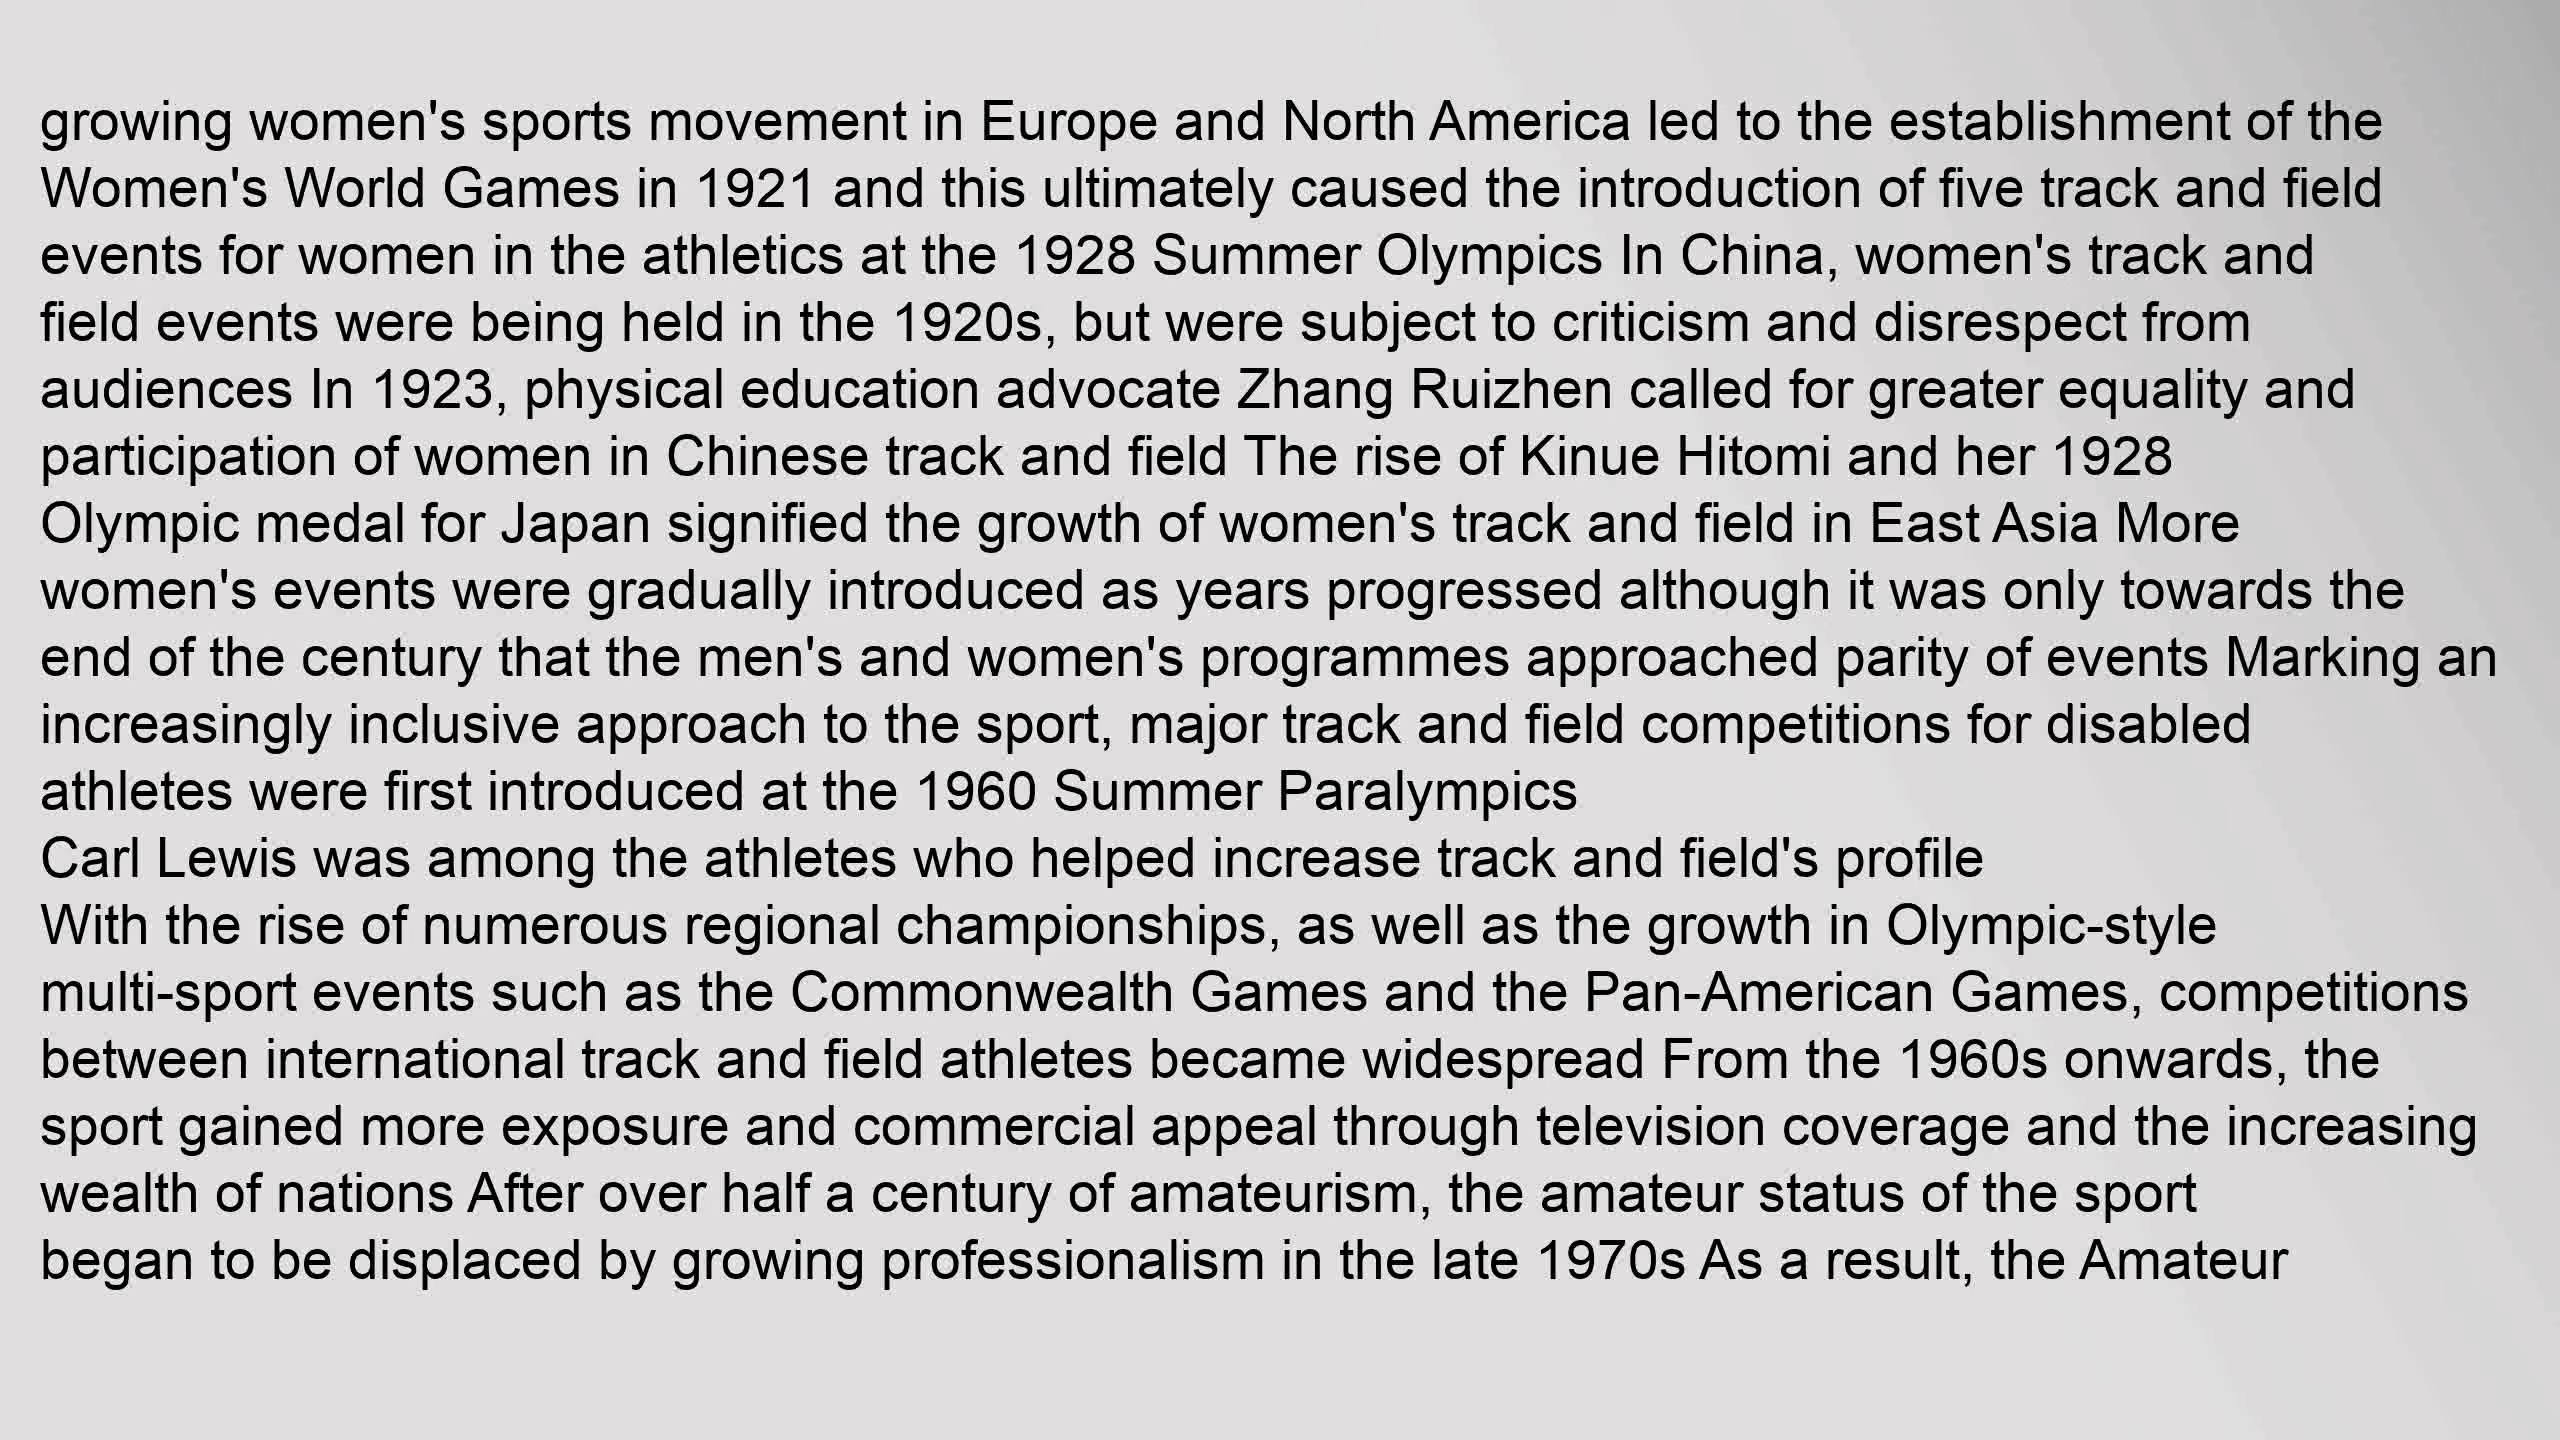 growing women's sports movement in Europe and North America led to the establishment of the
Women's World Games in 1921 and this ultimately caused the introduction of five track and field
events for women in the athletics at the 1928 Summer Olympics In China, women's track and
field events were being held in the 1920s, but were subject to criticism and disrespect from
audiences In 1923, physical education advocate Zhang Ruizhen called for greater equality and
participation of women in Chinese track and field The rise of Kinue Hitomi and her 1928
Olympic medal for Japan signified the growth of women's track and field in East Asia More
women's events were gradually introduced as years progressed although it was only towards the
end of the century that the men's and women's programmes approached parity of events Marking an
increasingly inclusive approach to the sport, major track and field competitions for disabled
athletes were first introduced at the 1960 Summer Paralympics
Carl Lewis was among the athletes who helped increase track and field's profile
With the rise of numerous regional championships, as well as the growth in Olympic-style
multi-sport events such as the Commonwealth Games and the Pan-American Games, competitions
between international track and field athletes became widespread From the 1960s onwards, the
sport gained more exposure and commercial appeal through television coverage and the increasing
wealth of nations After over half a century of amateurism, the amateur status of the sport
began to be displaced by growing professionalism in the late 1970s As a result, the Amateur